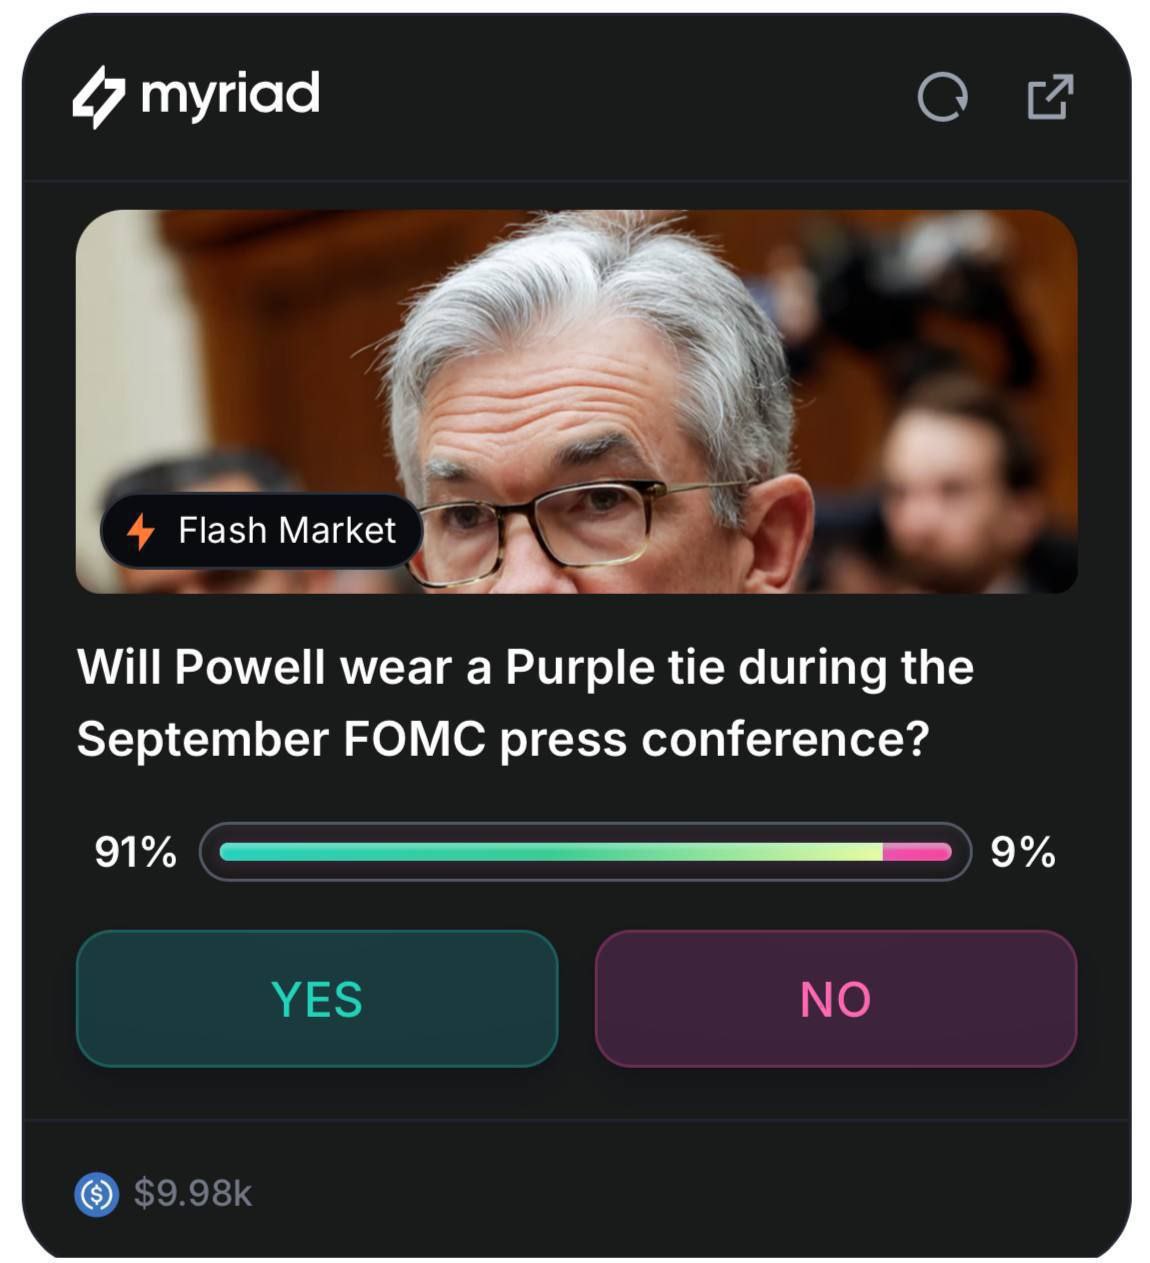 myriad
Flash Market
Will Powell wear a Purple tie during the
September FOMC press conference?
91% 9%
YES NO
$9.98k